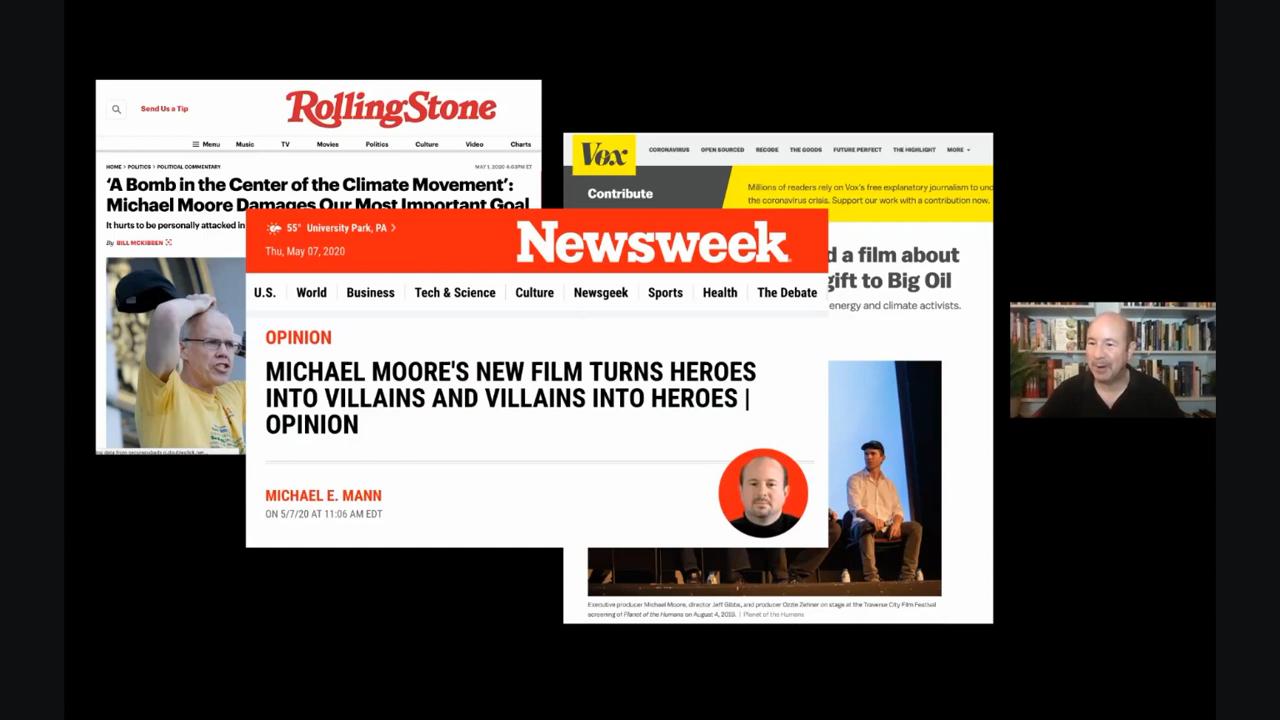 Send Us a Tip
RollingStone
Menu Music TV Movies Politics Culture Video Charts
HOME > POLITICS > POLITICAL COMMENTARY
MAY 1, 2020 4:03PM ET
'A Bomb in the Center of the Climate Movement':
Michael Moore Damages Our Most Important Goal
It hurts to be personally attacked in
By BILL MCKIBBEN
Vox
CORONAVIRUS OPEN SOURCED RECODE THE GOODS FUTURE PERFECT THE HIGHLIGHT MORE
Contribute
Millions of readers rely on Vox's free explanatory journalism to und
the coronavirus crisis. Support our work with a contribution now.
d a film about
gift to Big Oil
energy and climate activists.
55° University Park, PA >
Thu, May 07, 2020
Newsweek
U.S. World Business Tech & Science Culture Newsgeek Sports Health The Debate
OPINION
MICHAEL MOORE'S NEW FILM TURNS HEROES
INTO VILLAINS AND VILLAINS INTO HEROES |
OPINION
MICHAEL E. MANN
ON 5/7/20 AT 11:06 AM EDT
Executive producer Michael Moore, director Jeff Gibbs, and producer Ozzie Zehner on stage at the Traverse City Film Festival
screening of Planet of the Humans on August 4, 2019. | Planet of the Humans